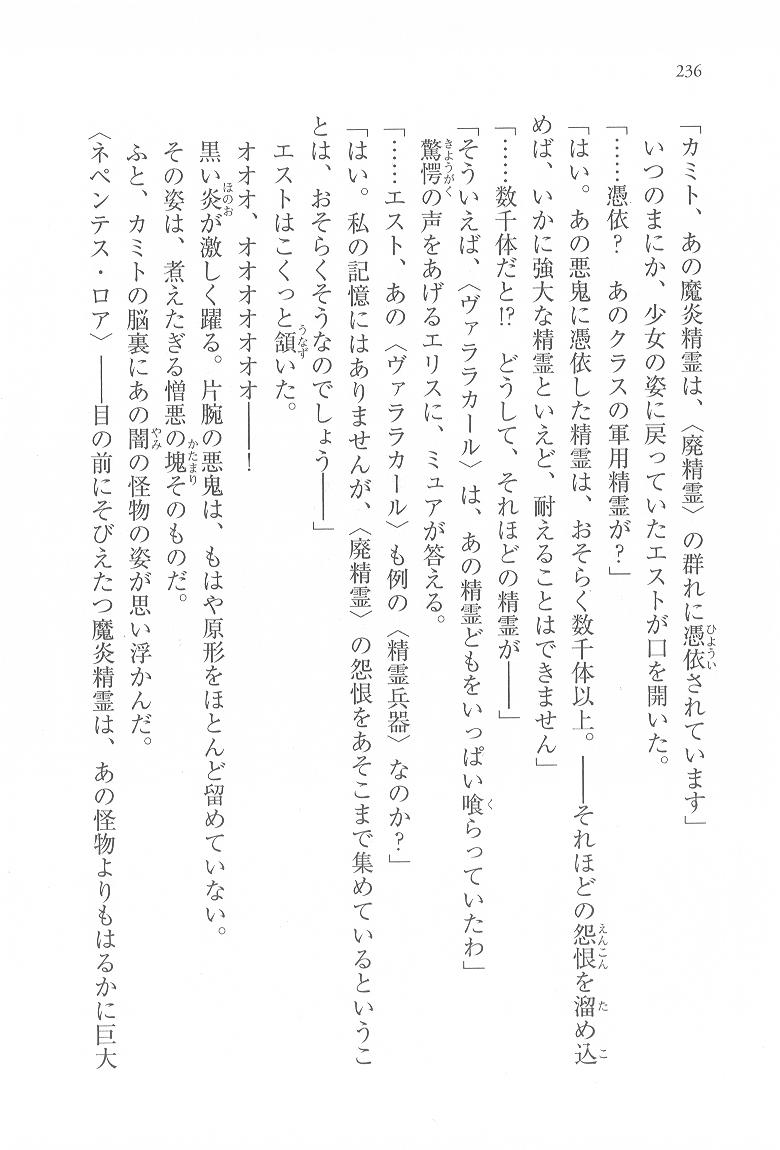 236
「カミト、あの魔炎精霊は、〈廃精霊〉の群れに憑依されています」
いつのまにか、少女の姿に戻っていたエストが口を開いた。
「……憑依？　あのクラスの軍用精霊が？」
「はい。あの悪鬼に憑依した精霊は、おそらく数千体以上。――それほどの怨恨を溜め込
めば、いかに強大な精霊といえど、耐えることはできません」
「……数千体だと!?　どうして、それほどの精霊が――」
「そういえば、〈ヴァララカール〉は、あの精霊どもをいっぱい喰らっていたわ」
驚愕の声をあげるエリスに、ミュアが答える。
「……エスト、あの〈ヴァララカール〉も例の〈精霊兵器〉なのか？」
「はい。私の記憶にはありませんが、〈廃精霊〉の怨恨をあそこまで集めているというこ
とは、おそらくそうなのでしょう――」
エストはこくっと頷いた。
オオオ、オオオオオオオ――！
黒い炎が激しく躍る。片腕の悪鬼は、もはや原形をほとんど留めていない。
その姿は、煮えたぎる憎悪の塊そのものだ。
ふと、カミトの脳裏にあの闇の怪物の姿が思い浮かんだ。
〈ネペンテス・ロア〉――目の前にそびえたつ魔炎精霊は、あの怪物よりもはるかに巨大